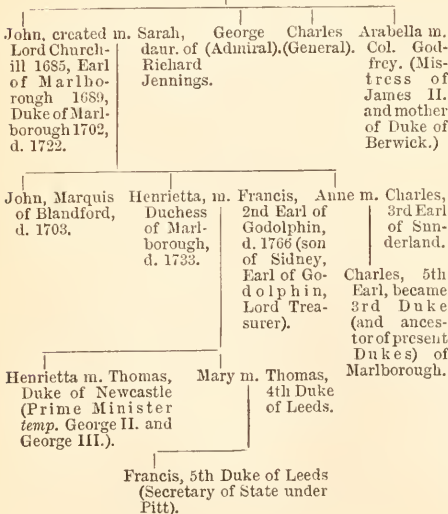 John, created m.
Lord Church-
ill 1685, Earl
of Marlbo-
rough 1689,
Duke of Marl-
borough 1702,
d. 1722.
Sarah,
daur. of
Richard
Jennings.
George
(Admiral).
Charles
(General).
Arabella m.
Col. God-
frey. (Mis-
tress of
James II.
and mother
of Duke of
Berwick.)
John, Marquis
of Blandford,
d. 1703.
Henrietta, m.
Duchess
of Marl-
borough,
d. 1733.
Francis,
2nd Earl of
Godolphin,
d. 1766 (son
of Sidney,
Earl of Go-
dolphin,
Lord Trea-
surer).
Anne m. Charles,
3rd Earl
of Sun-
derland.
Charles, 5th
Earl, became
3rd Duke
(and ances-
tor of present
Dukes) of
Marlborough.
Henrietta m. Thomas,
Duke of Newcastle
(Prime Minister
temp. George II. and
George III.).
Mary m. Thomas,
4th Duke
of Leeds.
Francis, 5th Duke of Leeds
(Secretary of State under
Pitt).